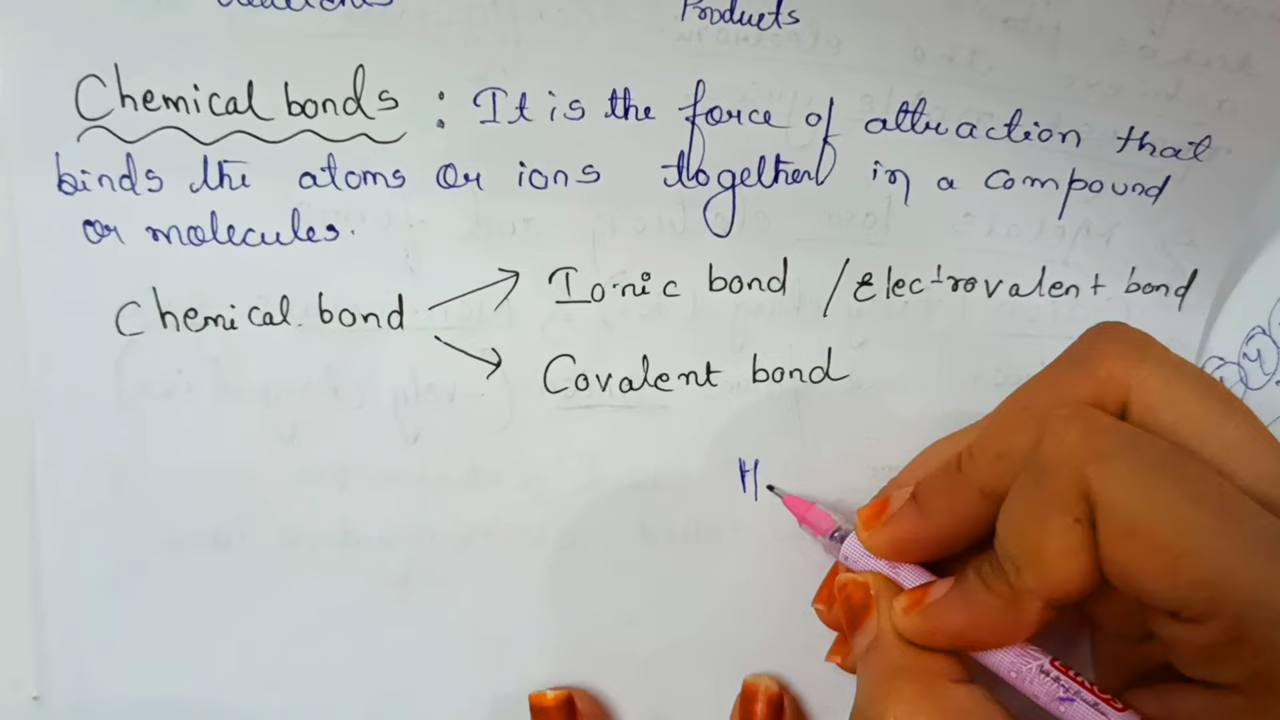 Products
Chemical bonds : It is the force of attraction that
binds the atoms or ions together in a compound
or molecules.
Chemical bond → Ionic bond / Electrovalent bond
→ Covalent bond
H